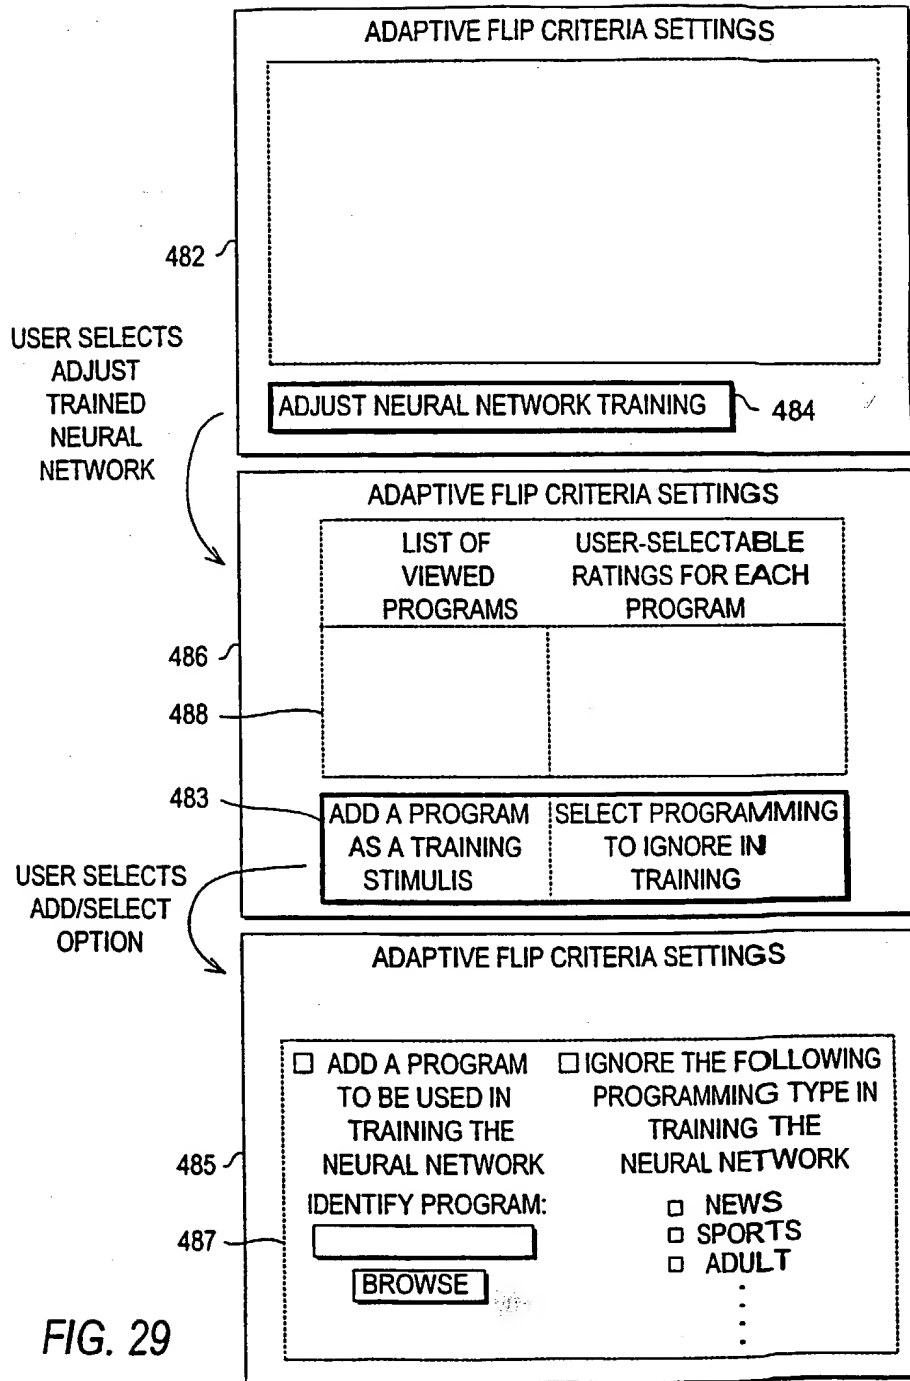 ADAPTIVE FLIP CRITERIA SETTINGS
482
USER SELECTS
ADJUST
TRAINED
NEURAL
NETWORK
ADJUST NEURAL NETWORK TRAINING
484
ADAPTIVE FLIP CRITERIA SETTINGS
LIST OF
VIEWED
PROGRAMS
USER-SELECTABLE
RATINGS FOR EACH
PROGRAM
486
488
483
ADD A PROGRAM
AS A TRAINING
STIMULIS
SELECT PROGRAMMING
TO IGNORE IN
TRAINING
USER SELECTS
ADD/SELECT
OPTION
ADAPTIVE FLIP CRITERIA SETTINGS
ADD A PROGRAM
TO BE USED IN
TRAINING THE
NEURAL NETWORK
IDENTIFY PROGRAM:
BROWSE
IGNORE THE FOLLOWING
PROGRAMMING TYPE IN
TRAINING THE
NEURAL NETWORK
NEWS
SPORTS
ADULT
485
487
FIG. 29